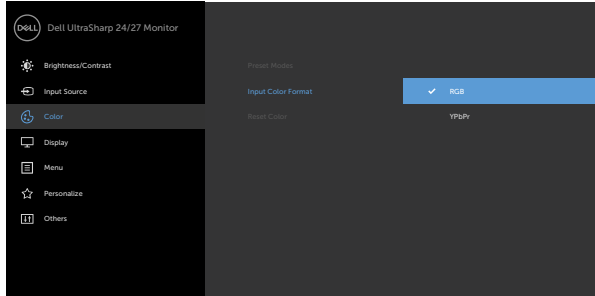 DELL Dell UltraSharp 24/27 Monitor
Brightness/Contrast
Preset Modes
Input Source
Input Color Format
RGB
Color
Reset Color
YPbPr
Display
Menu
Personalize
Others